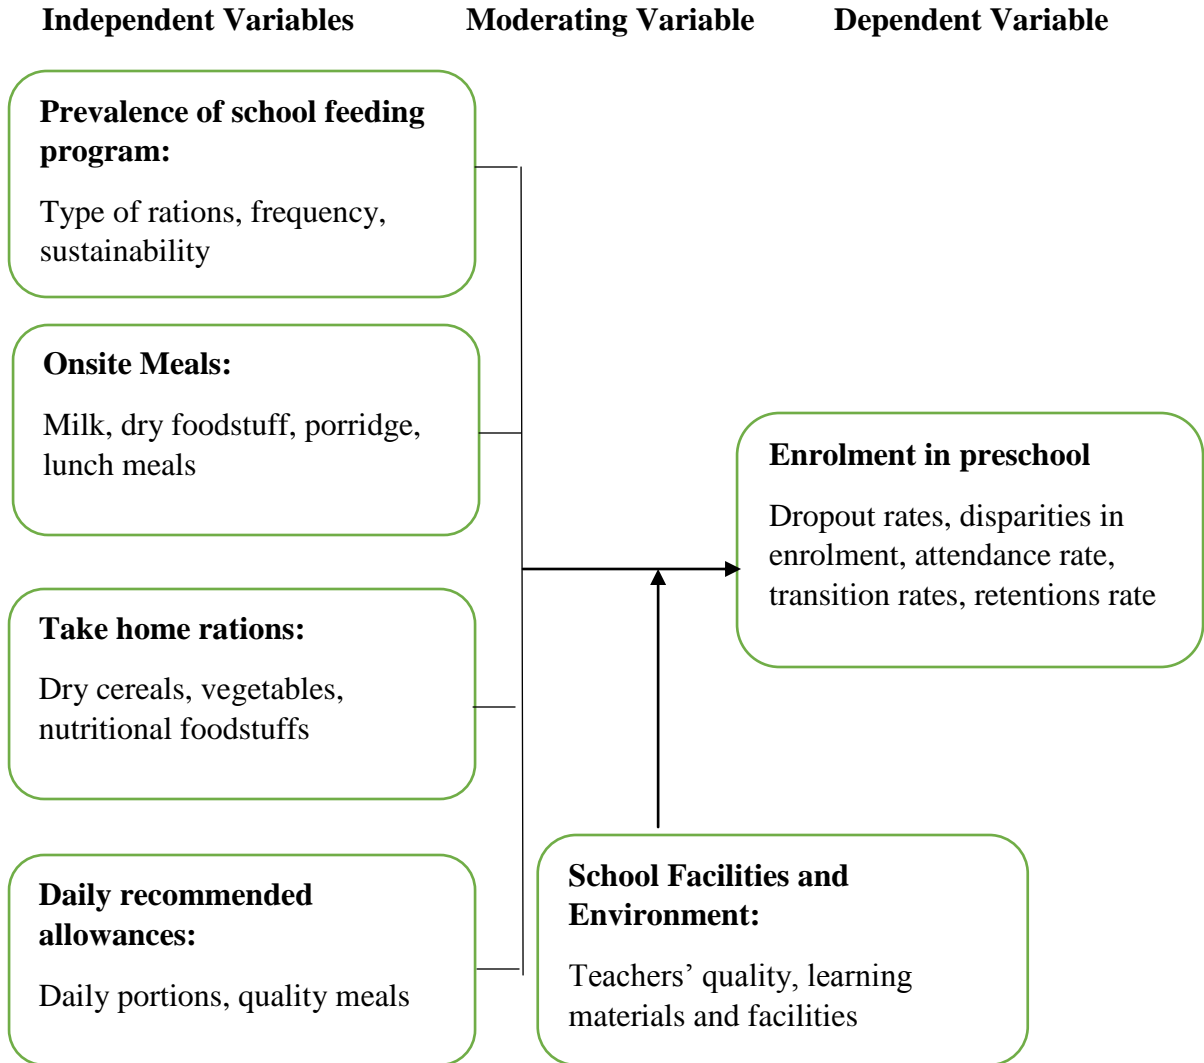 Independent Variables
Moderating Variable
Dependent Variable
Prevalence of school feeding
program:
Type of rations, frequency,
sustainability
Onsite Meals:
Milk, dry foodstuff, porridge,
lunch meals
Enrolment in preschool
Dropout rates, disparities in
enrolment, attendance rate,
transition rates, retentions rate
Take home rations:
Dry cereals, vegetables,
nutritional foodstuffs
Daily recommended
allowances:
Daily portions, quality meals
School Facilities and
Environment:
Teachers’ quality, learning
materials and facilities